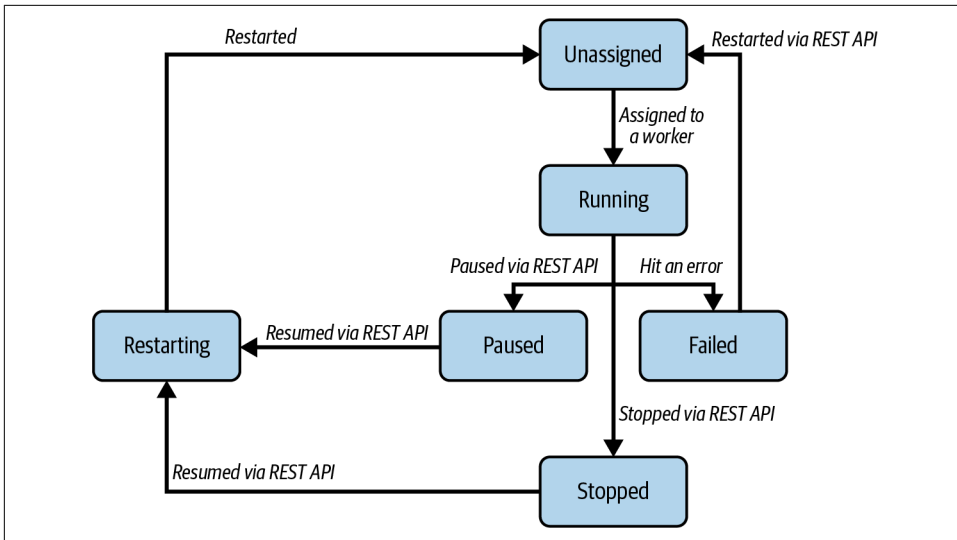 Restarted
Unassigned
Restarted via REST API
Assigned to
a worker
Running
Paused via REST API
Hit an error
Restarting
Resumed via REST API
Paused
Failed
Stopped via REST API
Resumed via REST API
Stopped